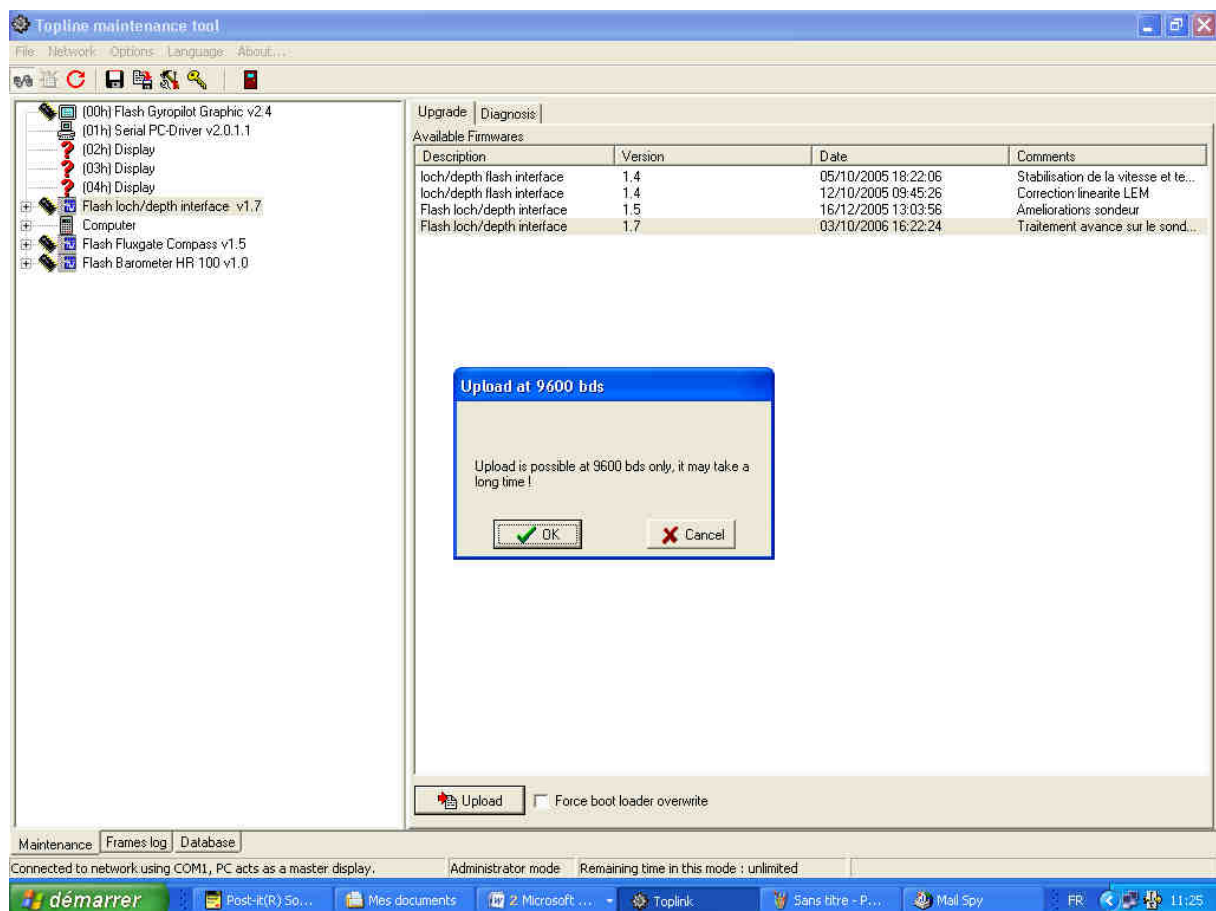 Topline maintenance tool
File Network Options Language About...
(00h) Flash Gyropilot Graphic v2.4
(01h) Serial PC-Driver v2.0.1.1
(02h) Display
(03h) Display
(04h) Display
Flash loch/depth interface v1.7
Computer
Flash Fluxgate Compass v1.5
Flash Barometer HR 100 v1.0
Upgrade Diagnosis
Available Firmwares
Description Version Date Comments
loch/depth flash interface 1.4 05/10/2005 18:22:06 Stabilisation de la vitesse et te...
loch/depth flash interface 1.4 12/10/2005 09:45:26 Correction linearite LEM
Flash loch/depth interface 1.5 16/12/2005 13:03:56 Ameliorations sondeur
Flash loch/depth interface 1.7 03/10/2006 16:22:24 Traitement avance sur le sond...
Upload at 9600 bds
Upload is possible at 9600 bds only, it may take a
long time !
OK Cancel
Upload Force boot loader overwrite
Maintenance Frames log Database
Connected to network using COM1, PC acts as a master display. Administrator mode Remaining time in this mode : unlimited
démarrer Post-it(R) So... Mes documents 2 Microsoft ... Toplink Sans titre - P... Mail Spy FR 11:25